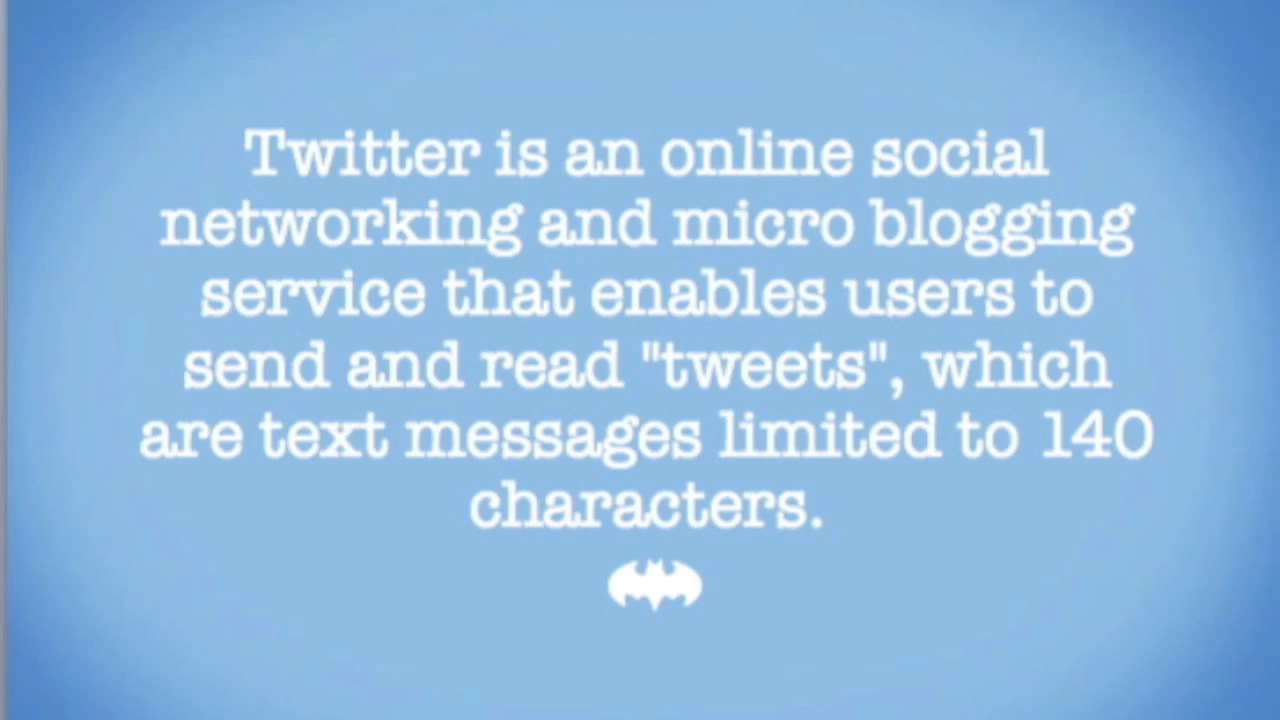 Twitter is an online social
networking and micro blogging
service that enables users to
send and read "tweets", which
are text messages limited to 140
characters.